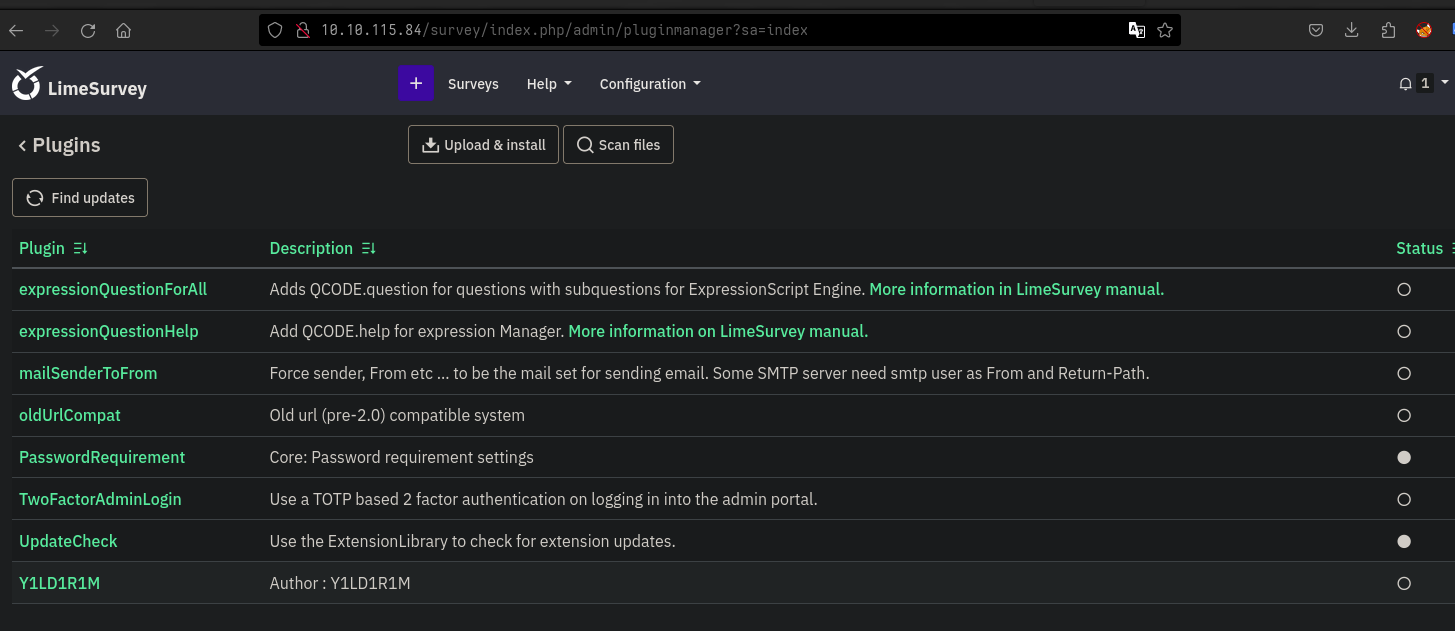 10.10.115.84/survey/index.php/admin/pluginmanager?sa=index
LimeSurvey + Surveys Help Configuration 1
Plugins Upload & install Scan files
Find updates
Plugin Description Status
expressionQuestionForAll Adds QCODE.question for questions with subquestions for ExpressionScript Engine. More information in LimeSurvey manual.
expressionQuestionHelp Add QCODE.help for expression Manager. More information on LimeSurvey manual.
mailSenderToFrom Force sender, From etc ... to be the mail set for sending email. Some SMTP server need smtp user as From and Return-Path.
oldUrlCompat Old url (pre-2.0) compatible system
PasswordRequirement Core: Password requirement settings
TwoFactorAdminLogin Use a TOTP based 2 factor authentication on logging in into the admin portal.
UpdateCheck Use the ExtensionLibrary to check for extension updates.
Y1LD1R1M Author : Y1LD1R1M